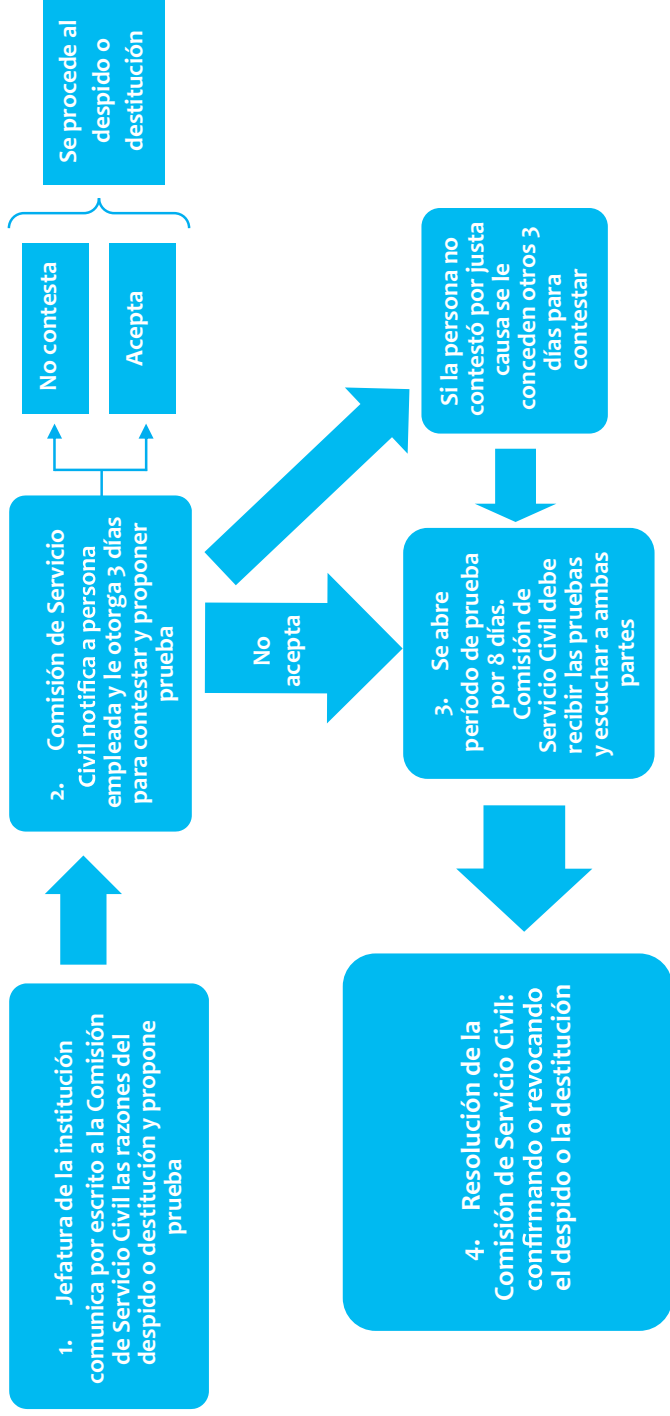 1. Jefatura de la institución
comunica por escrito a la Comisión
de Servicio Civil las razones del
despido o destitución y propone
prueba
2. Comisión de Servicio
Civil notifica a persona
empleada y le otorga 3 días
para contestar y proponer
prueba
No contesta
Acepta
Se procede al
despido o
destitución
No
acepta
Si la persona no
contestó por justa
causa se le
conceden otros 3
días para
contestar
3. Se abre
período de prueba
por 8 días.
Comisión de
Servicio Civil debe
recibir las pruebas
y escuchar a ambas
partes
4. Resolución de la
Comisión de Servicio Civil:
confirmando o revocando
el despido o la destitución